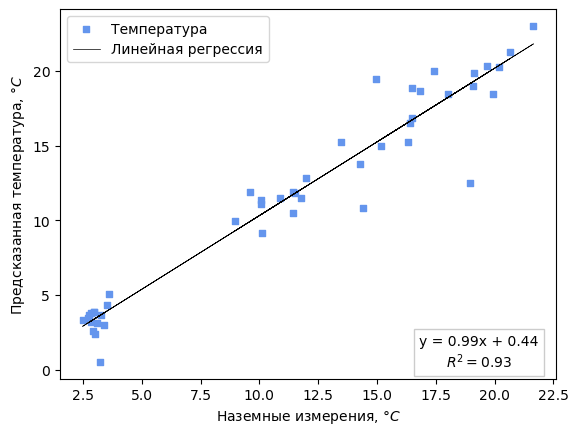 Температура
Линейная регрессия
Предсказанная температура, °C
20
15
10
5
0
y = 0.99x + 0.44
R² = 0.93
2.5 5.0 7.5 10.0 12.5 15.0 17.5 20.0 22.5
Наземные измерения, °C